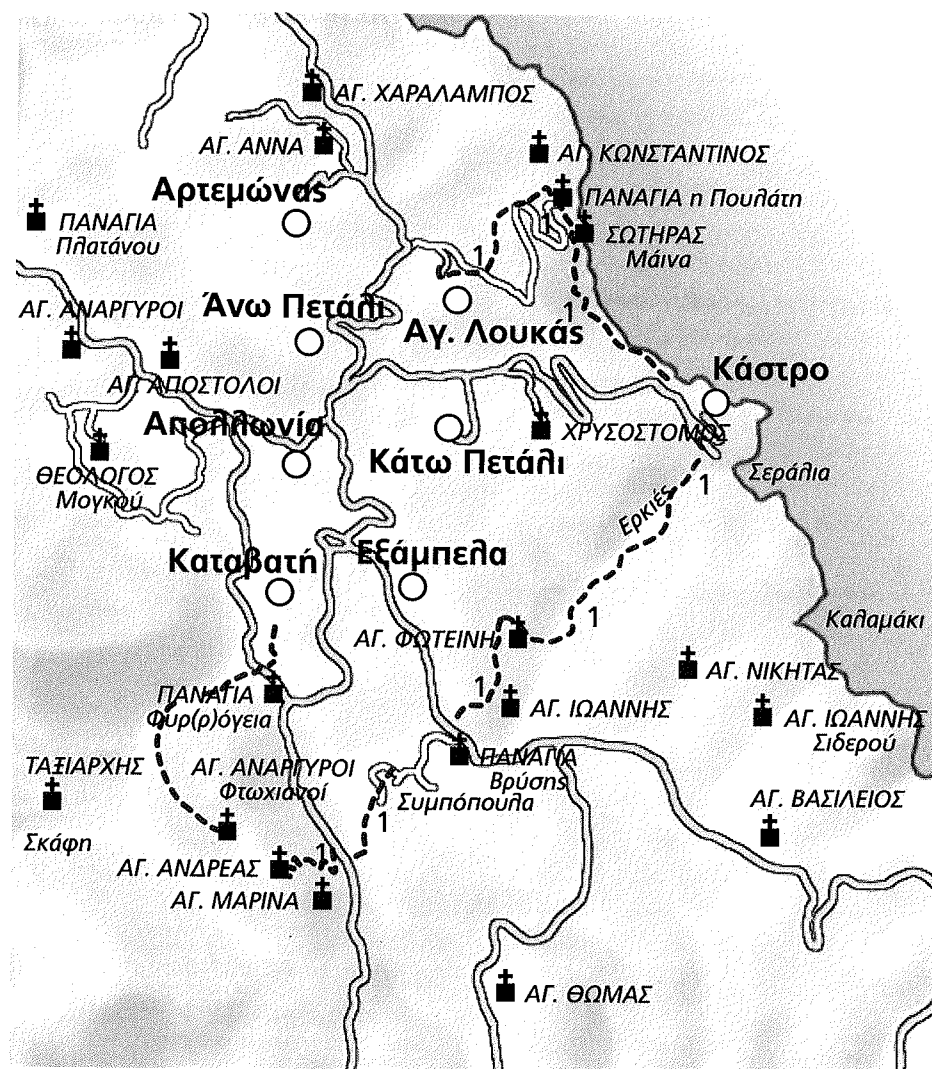 ΑΓ. ΧΑΡΑΛΑΜΠΟΣ
ΑΓ. ΑΝΝΑ
ΑΓ. ΚΩΝΣΤΑΝΤΙΝΟΣ
Αρτεμώνας
ΠΑΝΑΓΙΑ η Πουλάτη
ΠΑΝΑΓΙΑ
Πλατάνου
1
ΣΩΤΗΡΑΣ
Μάινα
1
ΑΓ. ΑΝΑΡΓΥΡΟΙ
Άνω Πετάλι
1
Αγ. Λουκάς
Κάστρο
ΑΓ. ΑΠΟΣΤΟΛΟΙ
Απολλωνία
ΧΡΥΣΟΣΤΟΜΟΣ
Κάτω Πετάλι
ΘΕΟΛΟΓΟΣ
Μογκού
Σεράλια
1
Ερκιές
Καταβατή
Εξάμπελα
1
Καλαμάκι
ΑΓ. ΦΩΤΕΙΝΗ
ΑΓ. ΝΙΚΗΤΑΣ
1
ΠΑΝΑΓΙΑ
Φυρ(ρ)όγεια
ΑΓ. ΙΩΑΝΝΗΣ
ΑΓ. ΙΩΑΝΝΗΣ
Σιδερού
ΤΑΞΙΑΡΧΗΣ
Σκάφη
ΑΓ. ΑΝΑΡΓΥΡΟΙ
Φτωχιανοί
ΠΑΝΑΓΙΑ
Βρύσης
Συμπόπουλα
1
ΑΓ. ΒΑΣΙΛΕΙΟΣ
1
ΑΓ. ΑΝΔΡΕΑΣ
ΑΓ. ΜΑΡΙΝΑ
ΑΓ. ΘΩΜΑΣ